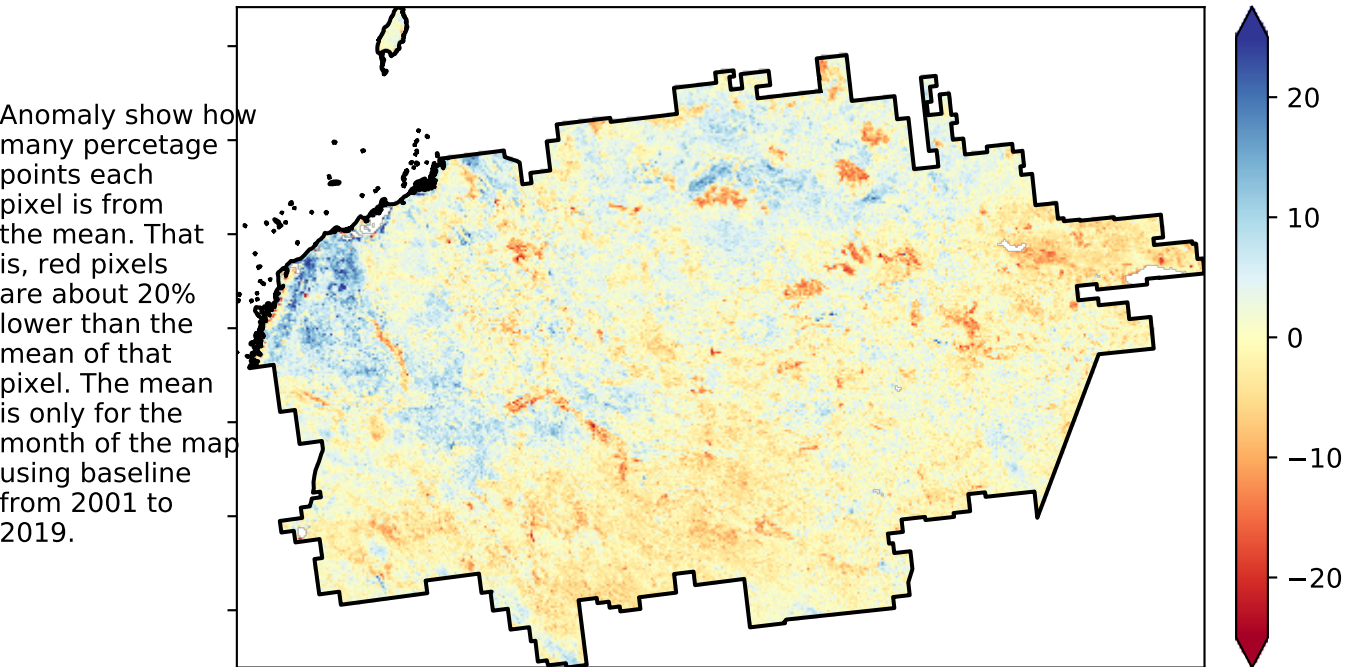 Anomaly show how
many percetage
points each
pixel is from
the mean. That
is, red pixels
are about 20%
lower than the
mean of that
pixel. The mean
is only for the
month of the map
using baseline
from 2001 to
2019.
20
10
0
−10
−20